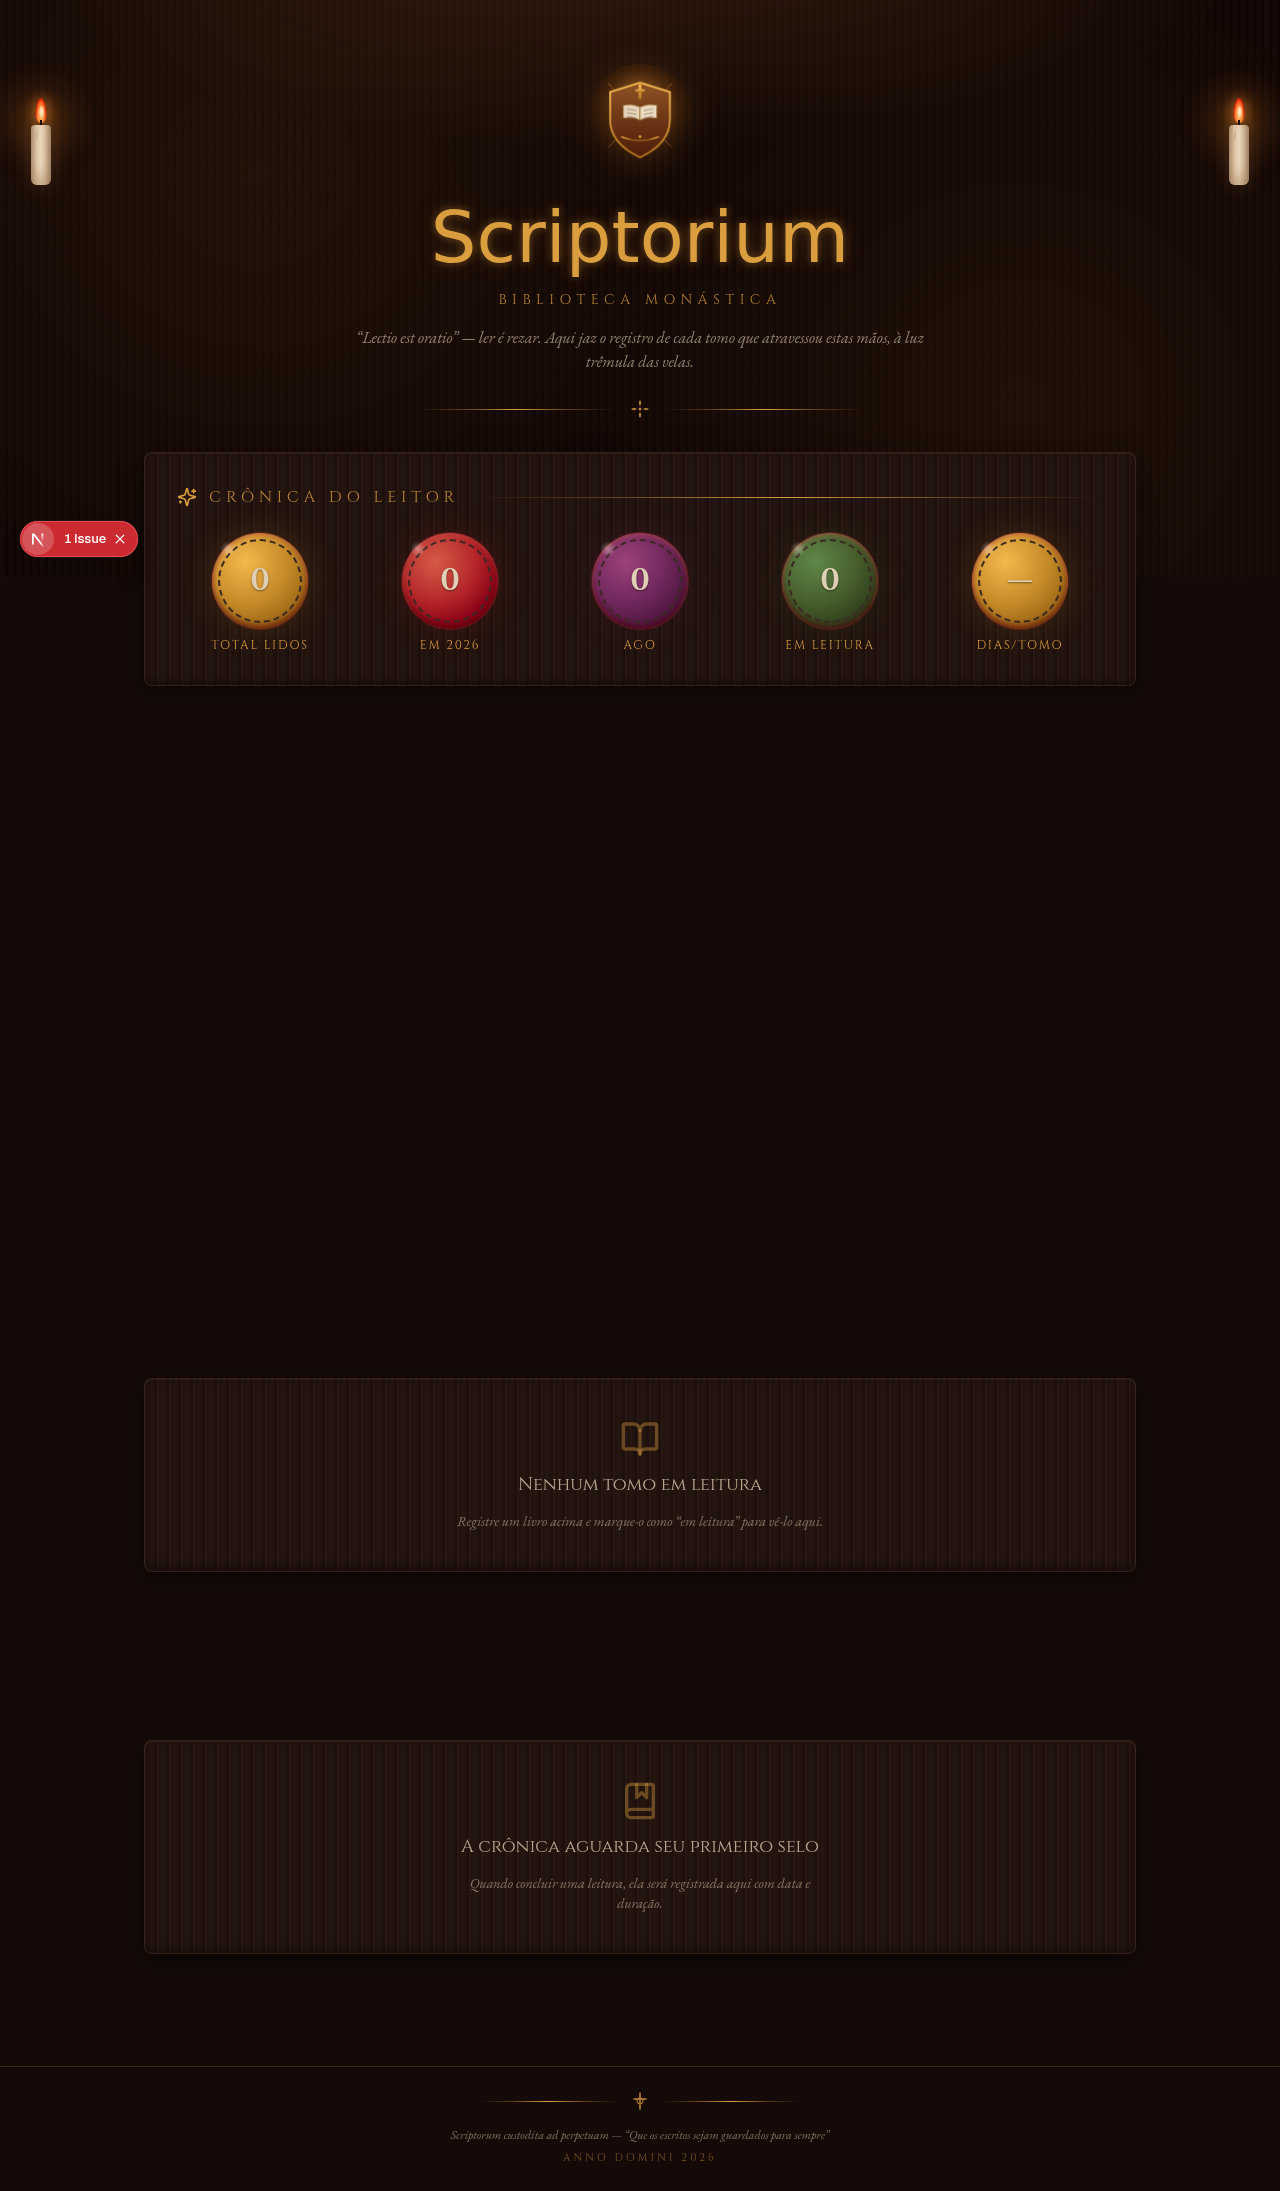 Scriptorium
BIBLIOTECA MONÁSTICA
“Lectio est oratio” — ler é rezar. Aqui jaz o registro de cada tomo que atravessou estas mãos, à luz
trêmula das velas.
CRÔNICA DO LEITOR
N 1 Issue
0 0 0 0 —
TOTAL LIDOS EM 2026 AGO EM LEITURA DIAS/TOMO
Nenhum tomo em leitura
Registre um livro acima e marque-o como “em leitura” para vê-lo aqui.
A crônica aguarda seu primeiro selo
Quando concluir uma leitura, ela será registrada aqui com data e
duração.
Scriptorum custodita ad perpetuam — “Que os escritos sejam guardados para sempre”
ANNO DOMINI 2026